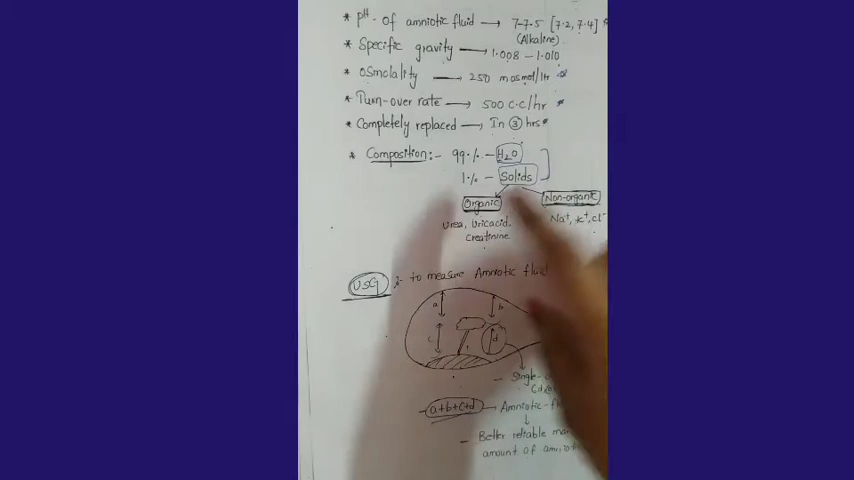 * pH. of amniotic fluid → 7-7.5 [7.2, 7.4] *
(Alkaline)
* Specific gravity → 1.008 – 1.010
* osmolality → 250 mosmol/ltr
* Turn-over rate → 500 C.C/hr *
* Completely replaced → In ③ hrs *
* Composition:- 99.% – H2O
1.% – Solids
Organic Non-organic
Urea, Uricacid, Na+, K+, Cl-
Creatinine
USG :- to measure Amniotic fluid
a b
c d
– Single-
a+b+c+d → Amniotic-fl
– Better reliable
amount of amnioti